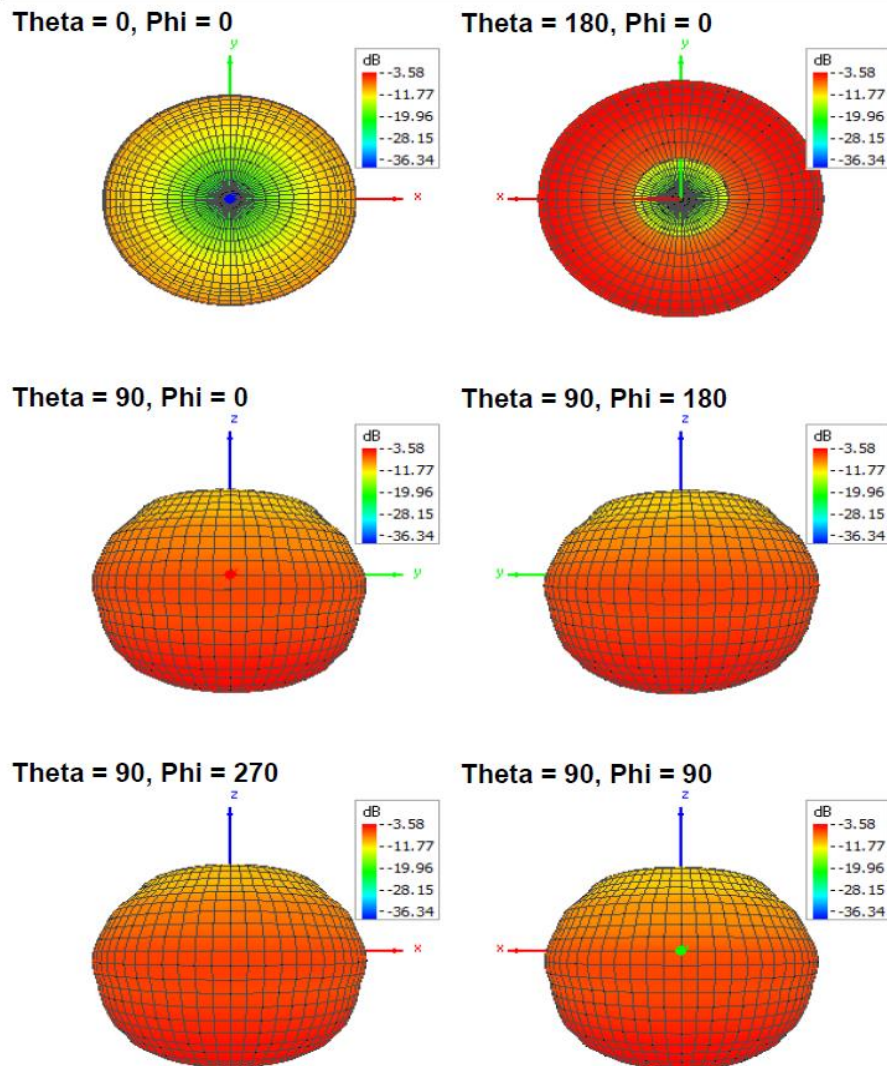 Theta = 0, Phi = 0
y
dB
-3.58
-11.77
-19.96
-28.15
-36.34
x
Theta = 180, Phi = 0
y
dB
-3.58
-11.77
-19.96
-28.15
-36.34
x
Theta = 90, Phi = 0
z
dB
-3.58
-11.77
-19.96
-28.15
-36.34
y
Theta = 90, Phi = 180
z
dB
-3.58
-11.77
-19.96
-28.15
-36.34
y
Theta = 90, Phi = 270
z
dB
-3.58
-11.77
-19.96
-28.15
-36.34
x
Theta = 90, Phi = 90
z
dB
-3.58
-11.77
-19.96
-28.15
-36.34
x